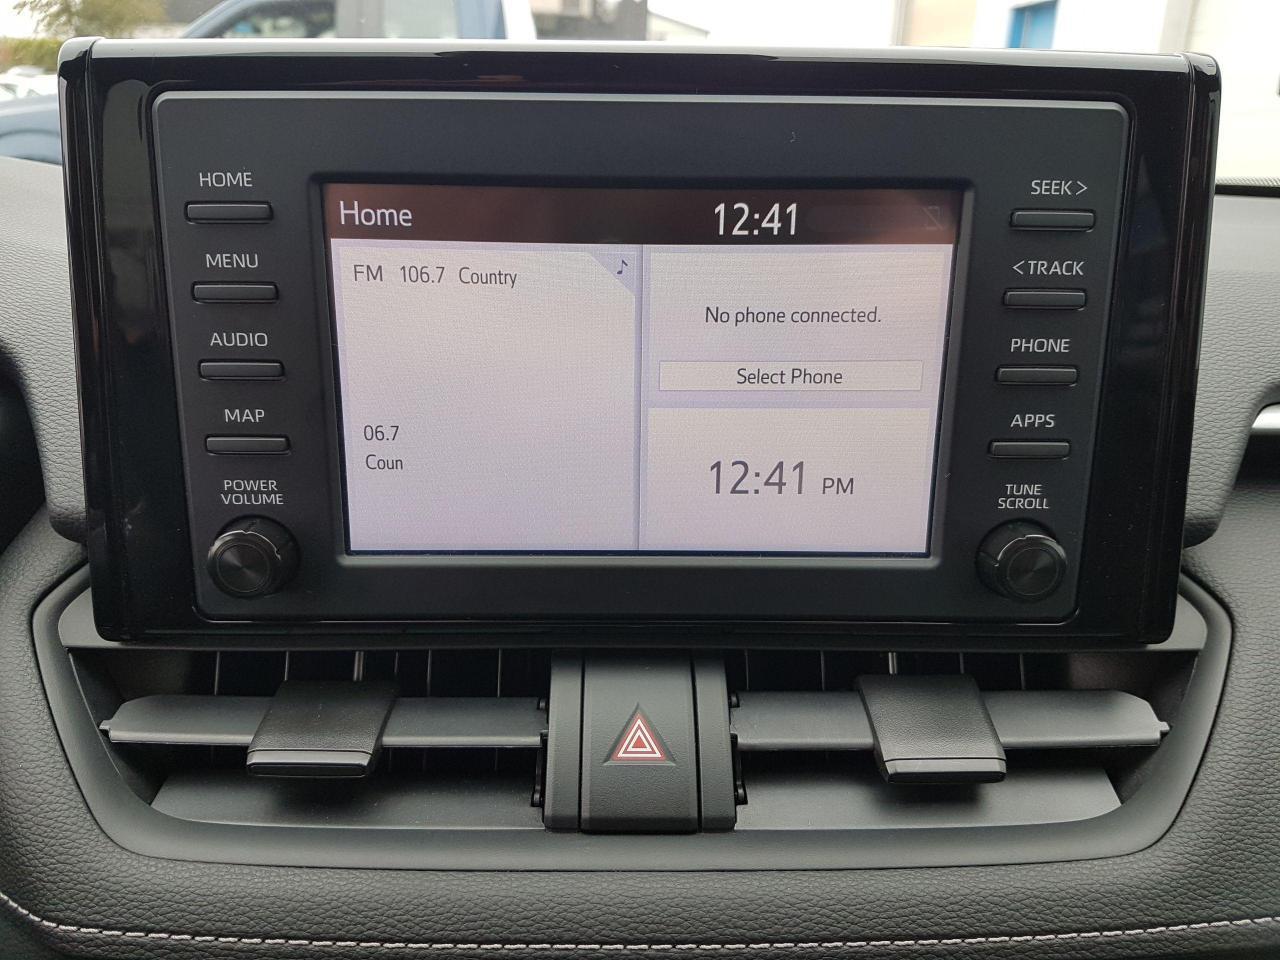 HOME
MENU
AUDIO
MAP
POWER
VOLUME
Home 12:41
FM 106.7 Country
06.7
Coun
No phone connected.
Select Phone
12:41 PM
SEEK >
< TRACK
PHONE
APPS
TUNE
SCROLL